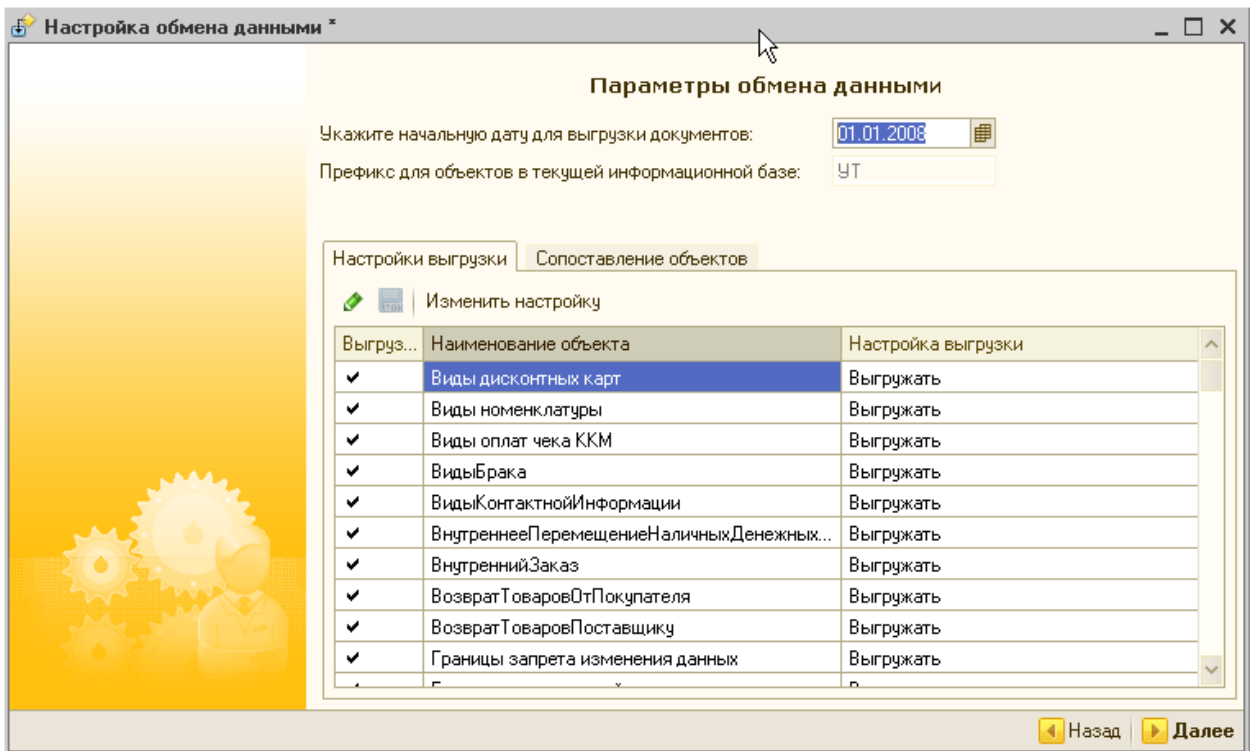 Настройка обмена данными *
Параметры обмена данными
Укажите начальную дату для выгрузки документов: 01.01.2008
Префикс для объектов в текущей информационной базе: УТ
Настройки выгрузки Сопоставление объектов
Изменить настройку
Выгруз... Наименование объекта Настройка выгрузки
Виды дисконтных карт Выгружать
Виды номенклатуры Выгружать
Виды оплат чека ККМ Выгружать
ВидыБрака Выгружать
ВидыКонтактнойИнформации Выгружать
ВнутреннееПеремещениеНаличныхДенежных... Выгружать
ВнутреннийЗаказ Выгружать
ВозвратТоваровОтПокупателя Выгружать
ВозвратТоваровПоставщику Выгружать
Границы запрета изменения данных Выгружать
Назад Далее